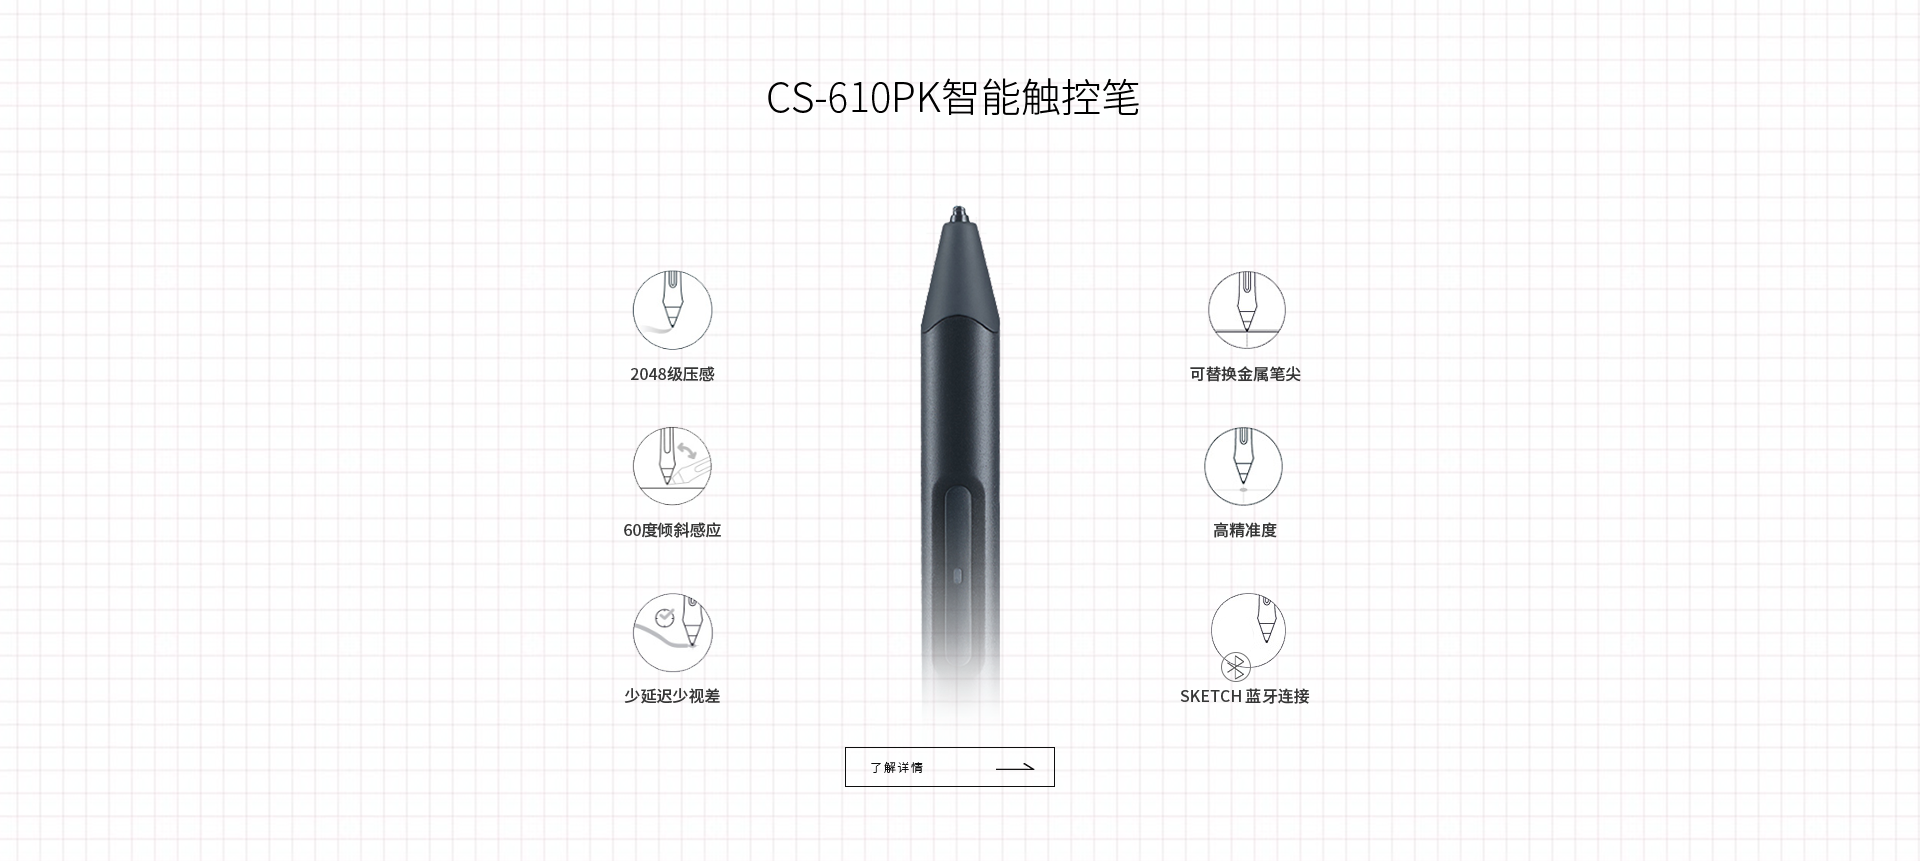 CS-610PK智能触控笔
2048级压感
可替换金属笔尖
60度倾斜感应
高精准度
少延迟少视差
SKETCH 蓝牙连接
了解详情